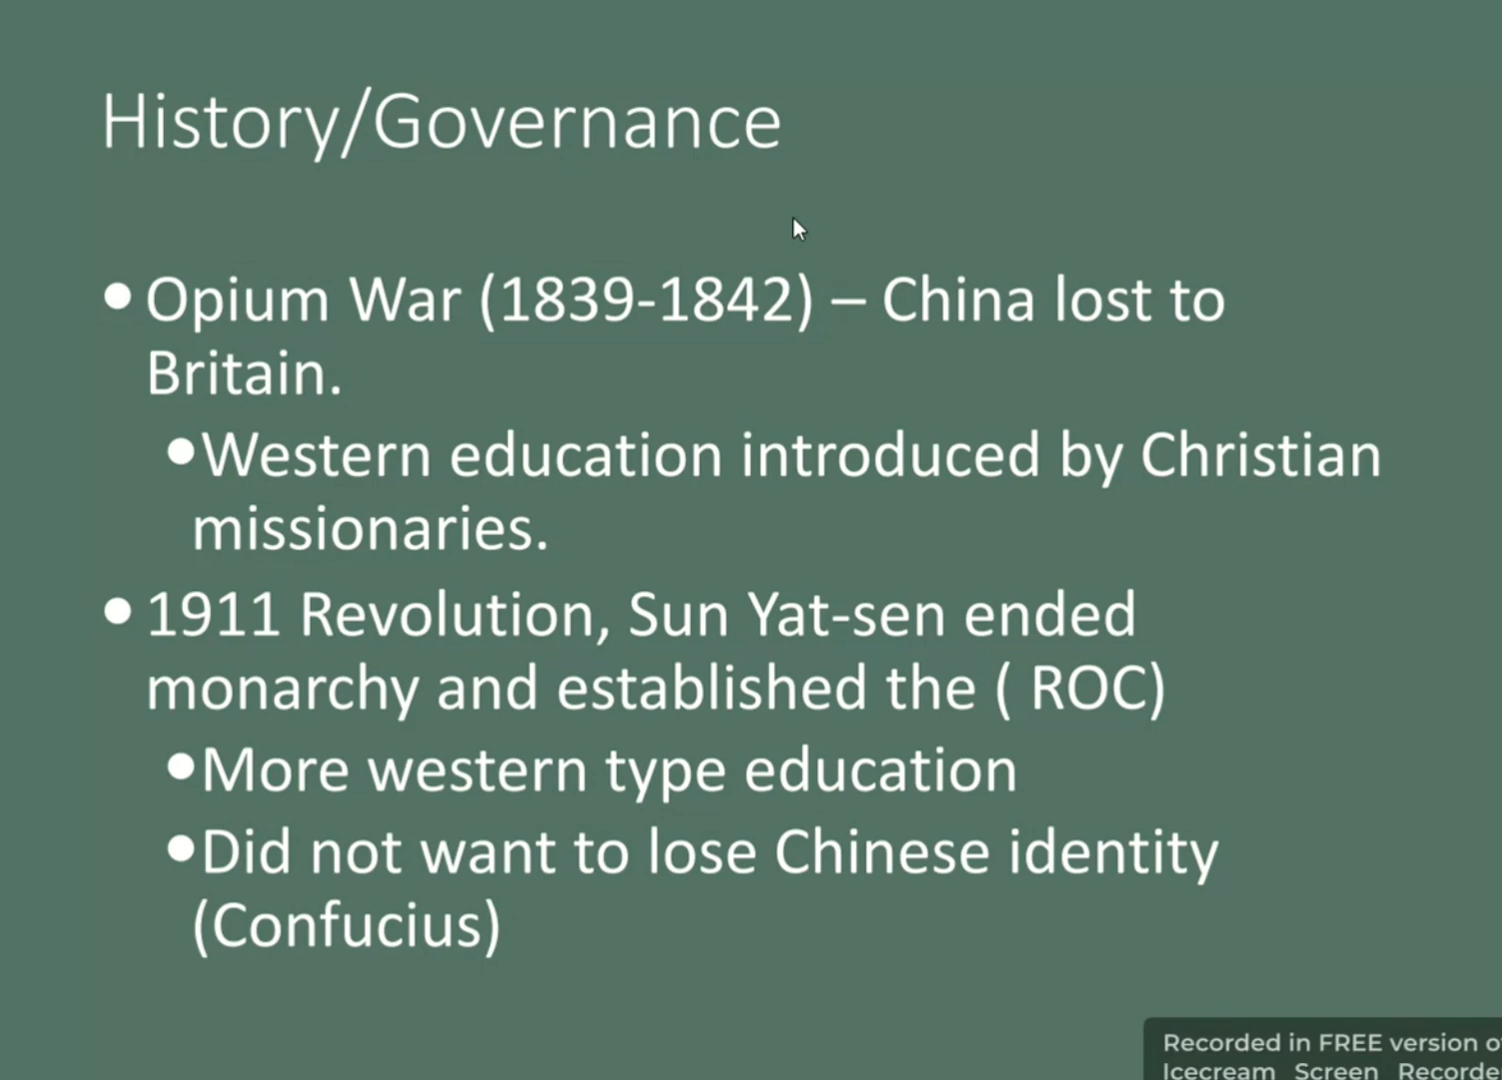 History/Governance
• Opium War (1839-1842) – China lost to
Britain.
• Western education introduced by Christian
missionaries.
• 1911 Revolution, Sun Yat-sen ended
monarchy and established the ( ROC)
• More western type education
• Did not want to lose Chinese identity
(Confucius)
Recorded in FREE version
Icecream Screen